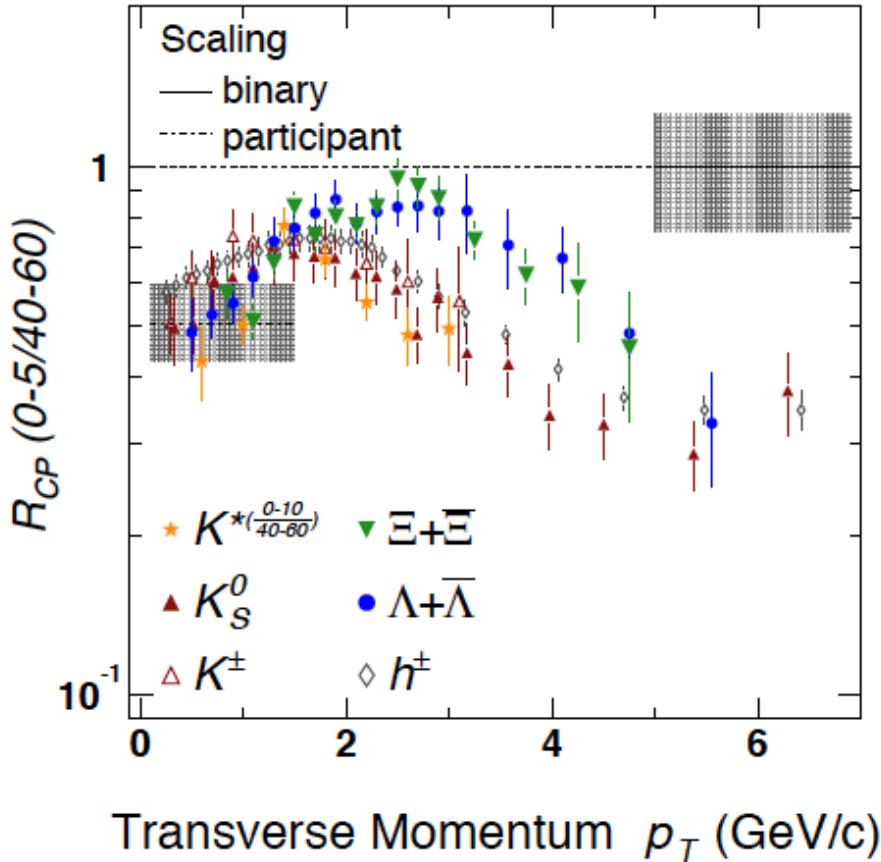 Scaling
binary
participant
1
10⁻¹
R_CP (0-5/40-60)
K*(0-10/40-60)
Ξ+Ξ̅
K⁰_S
Λ+Λ̅
K±
h±
0 2 4 6
Transverse Momentum p_T (GeV/c)